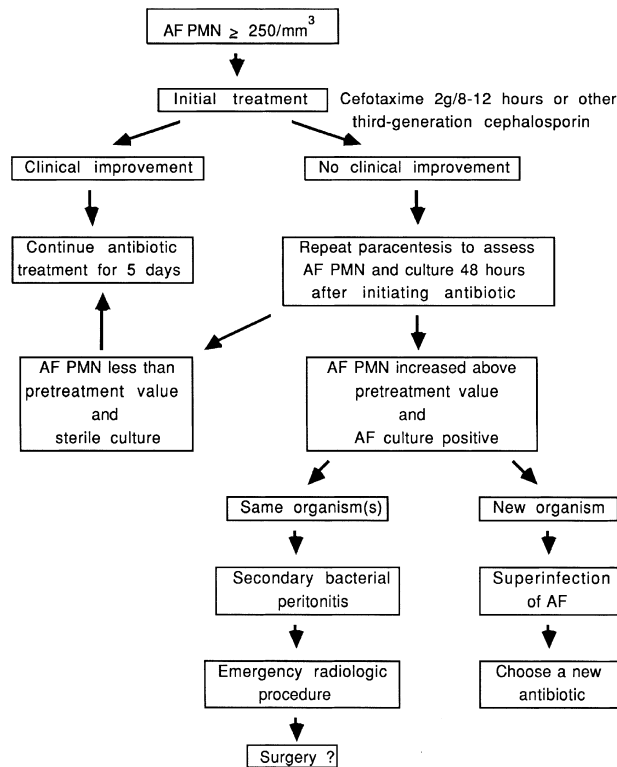 AF PMN ≥ 250/mm³
Initial treatment
Cefotaxime 2g/8-12 hours or other
third-generation cephalosporin
Clinical improvement
No clinical improvement
Continue antibiotic
treatment for 5 days
Repeat paracentesis to assess
AF PMN and culture 48 hours
after initiating antibiotic
AF PMN less than
pretreatment value
and
sterile culture
AF PMN increased above
pretreatment value
and
AF culture positive
Same organism(s)
New organism
Secondary bacterial
peritonitis
Superinfection
of AF
Emergency radiologic
procedure
Choose a new
antibiotic
Surgery ?